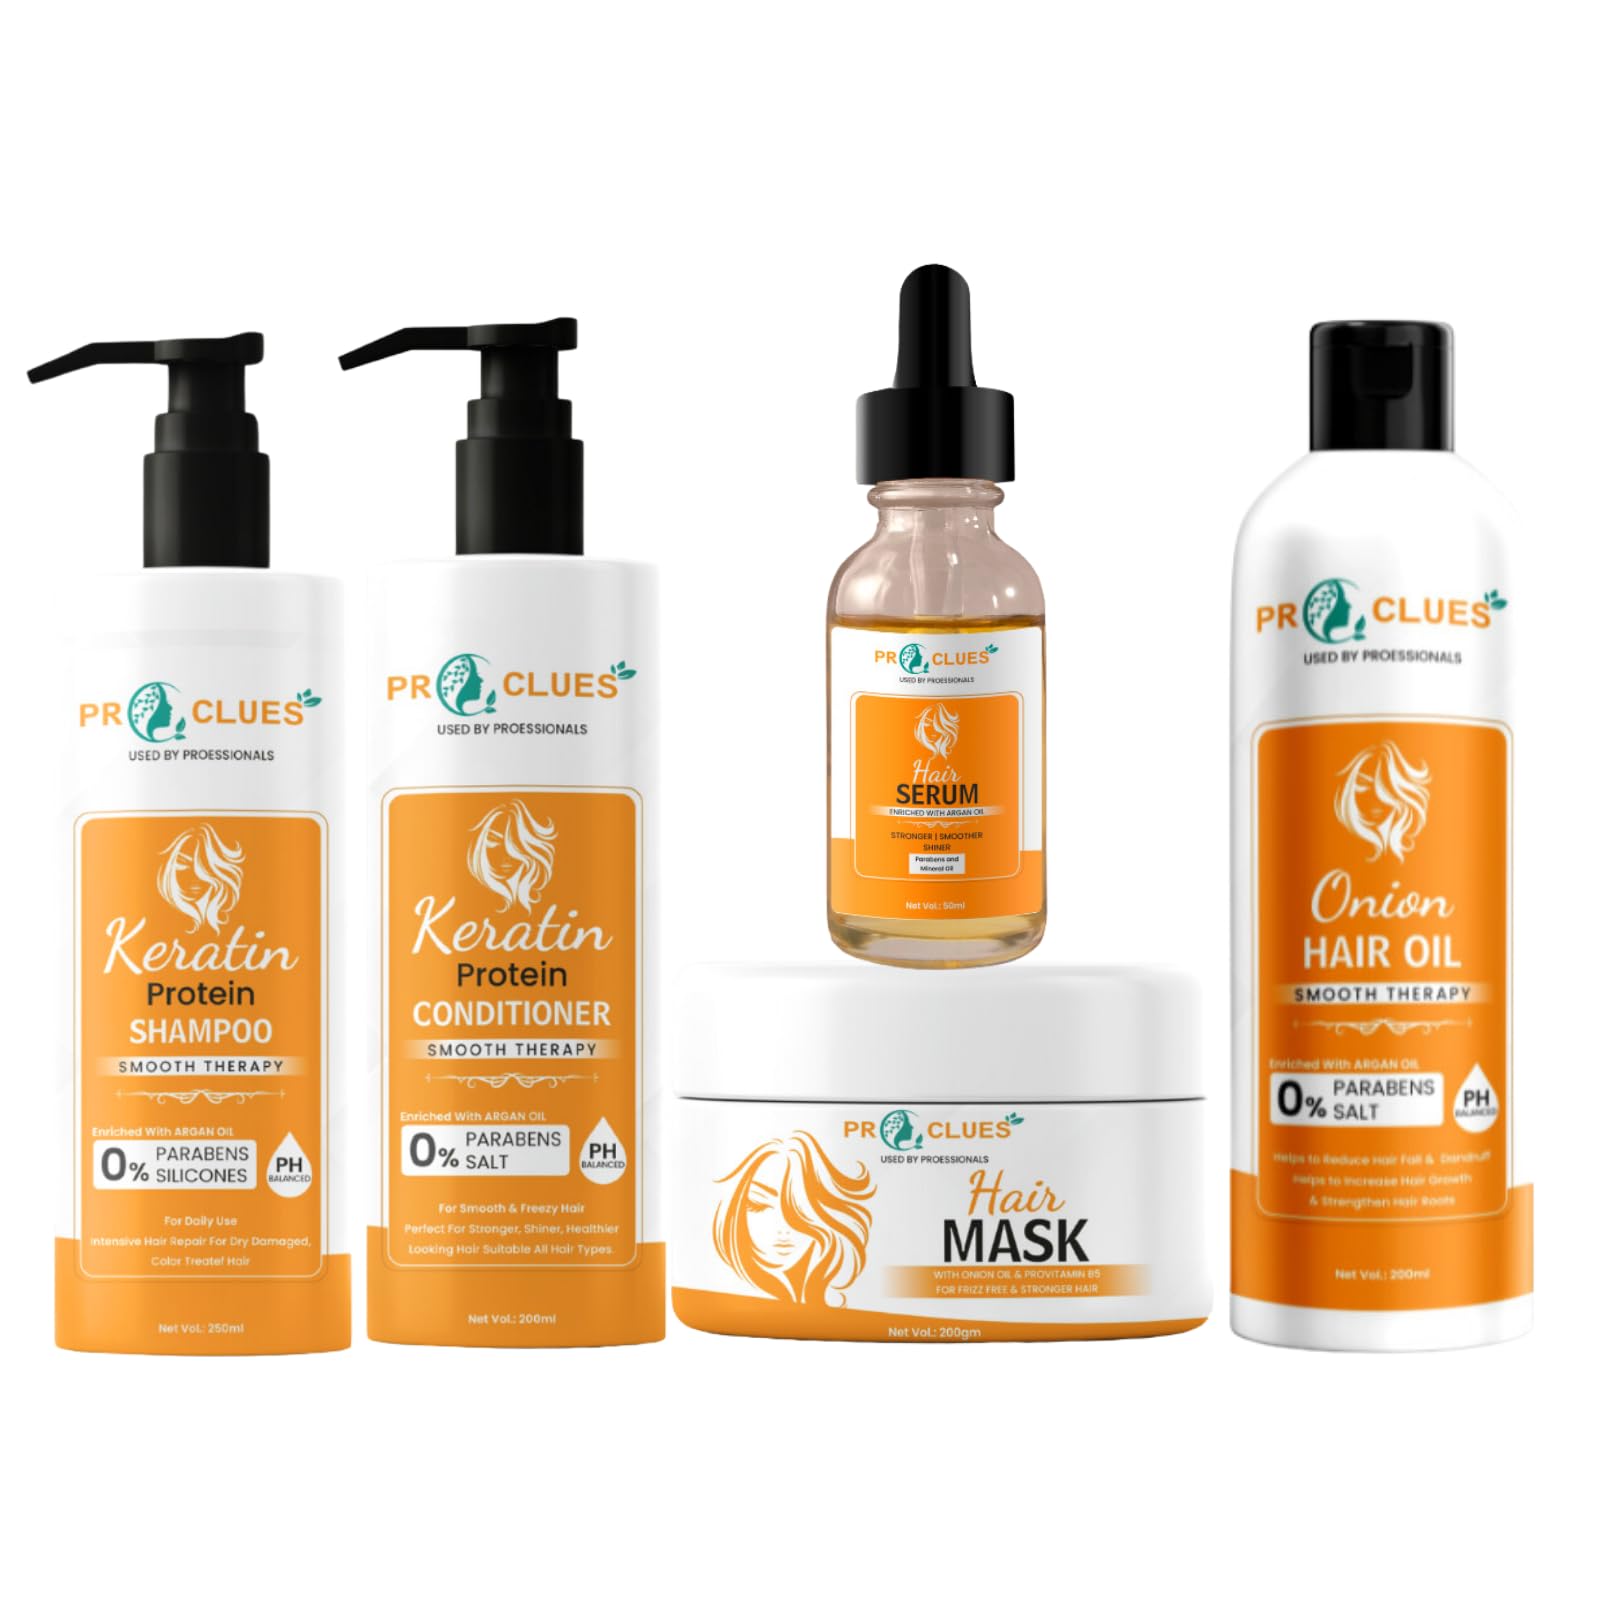 PRO CLUES
USED BY PROESSIONALS
Keratin
Protein
SHAMPOO
SMOOTH THERAPY
Enriched With ARGAN OIL
0% PARABENS
SILICONES
PH
BALANCED
For Daily Use
Intensive Hair Repair For Dry Damaged,
Color Treatef Hair
Net Vol.: 250ml
PRO CLUES
USED BY PROESSIONALS
Keratin
Protein
CONDITIONER
SMOOTH THERAPY
Enriched With ARGAN OIL
0% PARABENS
SALT
PH
BALANCED
For Smooth & Freezy Hair
Perfect For Stronger, Shiner, Healthier
Looking Hair Suitable All Hair Types.
Net Vol.: 200ml
PRO CLUES
USED BY PROESSIONALS
Hair
SERUM
ENRICHED WITH ARGAN OIL
STRONGER | SMOOTHER
SHINER
Parabens and
Mineral Oil
Net Vol.: 50ml
PRO CLUES
USED BY PROESSIONALS
Hair
MASK
WITH ONION OIL & PROVITAMIN B5
FOR FRIZZ FREE & STRONGER HAIR
Net Vol.: 200gm
PRO CLUES
USED BY PROESSIONALS
Onion
HAIR OIL
SMOOTH THERAPY
Enriched With ARGAN OIL
0% PARABENS
SALT
PH
BALANCED
Helps to Reduce Hair Fall & Dandruff
Helps to Increase Hair Growth
& Strengthen Hair Roots
Net Vol.: 200ml